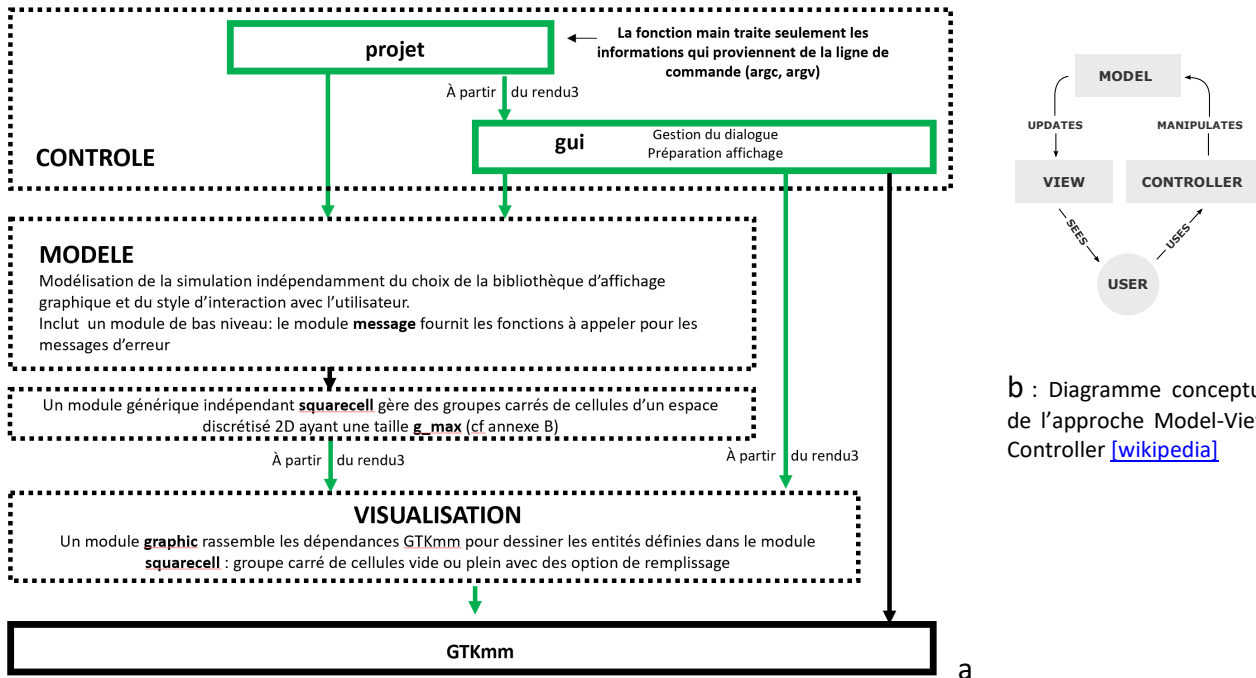 projet
La fonction main traite seulement les
informations qui proviennent de la ligne de
commande (argc, argv)
À partir du rendu3
gui
Gestion du dialogue
Préparation affichage
CONTROLE
MODELE
Modélisation de la simulation indépendamment du choix de la bibliothèque d’affichage
graphique et du style d’interaction avec l’utilisateur.
Inclut un module de bas niveau: le module message fournit les fonctions à appeler pour les
messages d’erreur
Un module générique indépendant squarecell gère des groupes carrés de cellules d’un espace
discrétisé 2D ayant une taille g_max (cf annexe B)
À partir du rendu3
À partir du rendu3
VISUALISATION
Un module graphic rassemble les dépendances GTKmm pour dessiner les entités définies dans le module
squarecell : groupe carré de cellules vide ou plein avec des option de remplissage
GTKmm
a
MODEL
UPDATES
MANIPULATES
VIEW
CONTROLLER
SEES
USES
USER
b : Diagramme conceptu
de l’approche Model-Vie
Controller [wikipedia]